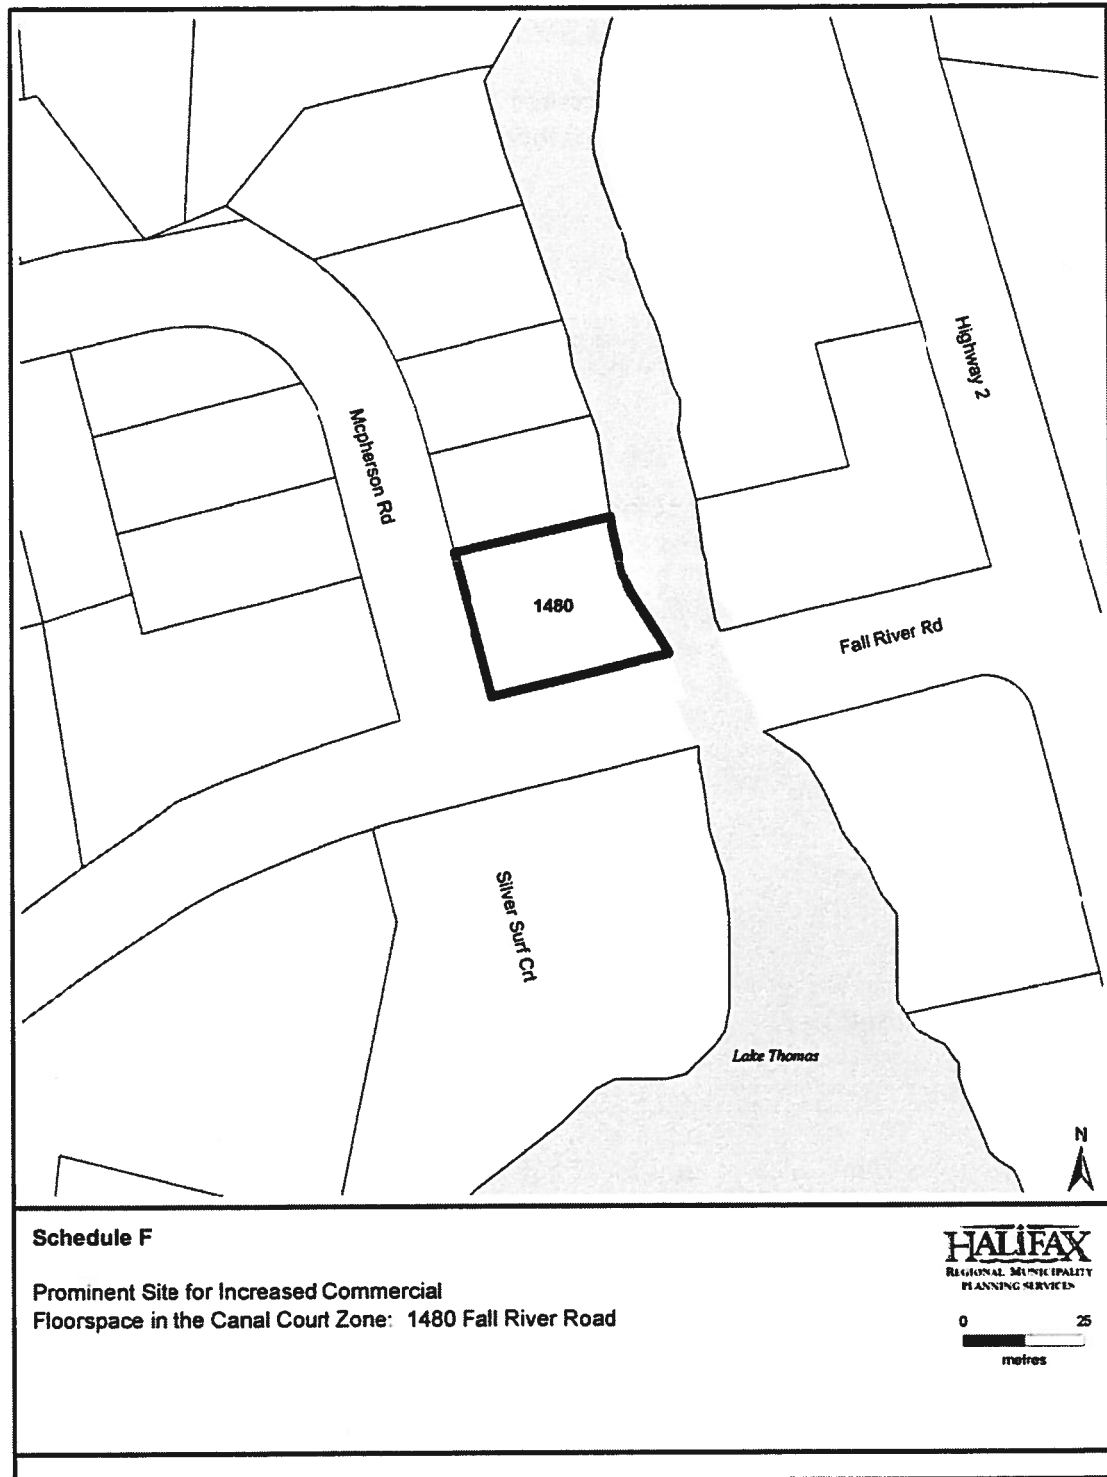 Highway 2
Mcpherson Rd
1480
Fall River Rd
Silver Surf Crt
Lake Thomas
N
Schedule F
Prominent Site for Increased Commercial
Floorspace in the Canal Court Zone: 1480 Fall River Road
HALIFAX
REGIONAL MUNICIPALITY
PLANNING SERVICES
0 25
metres